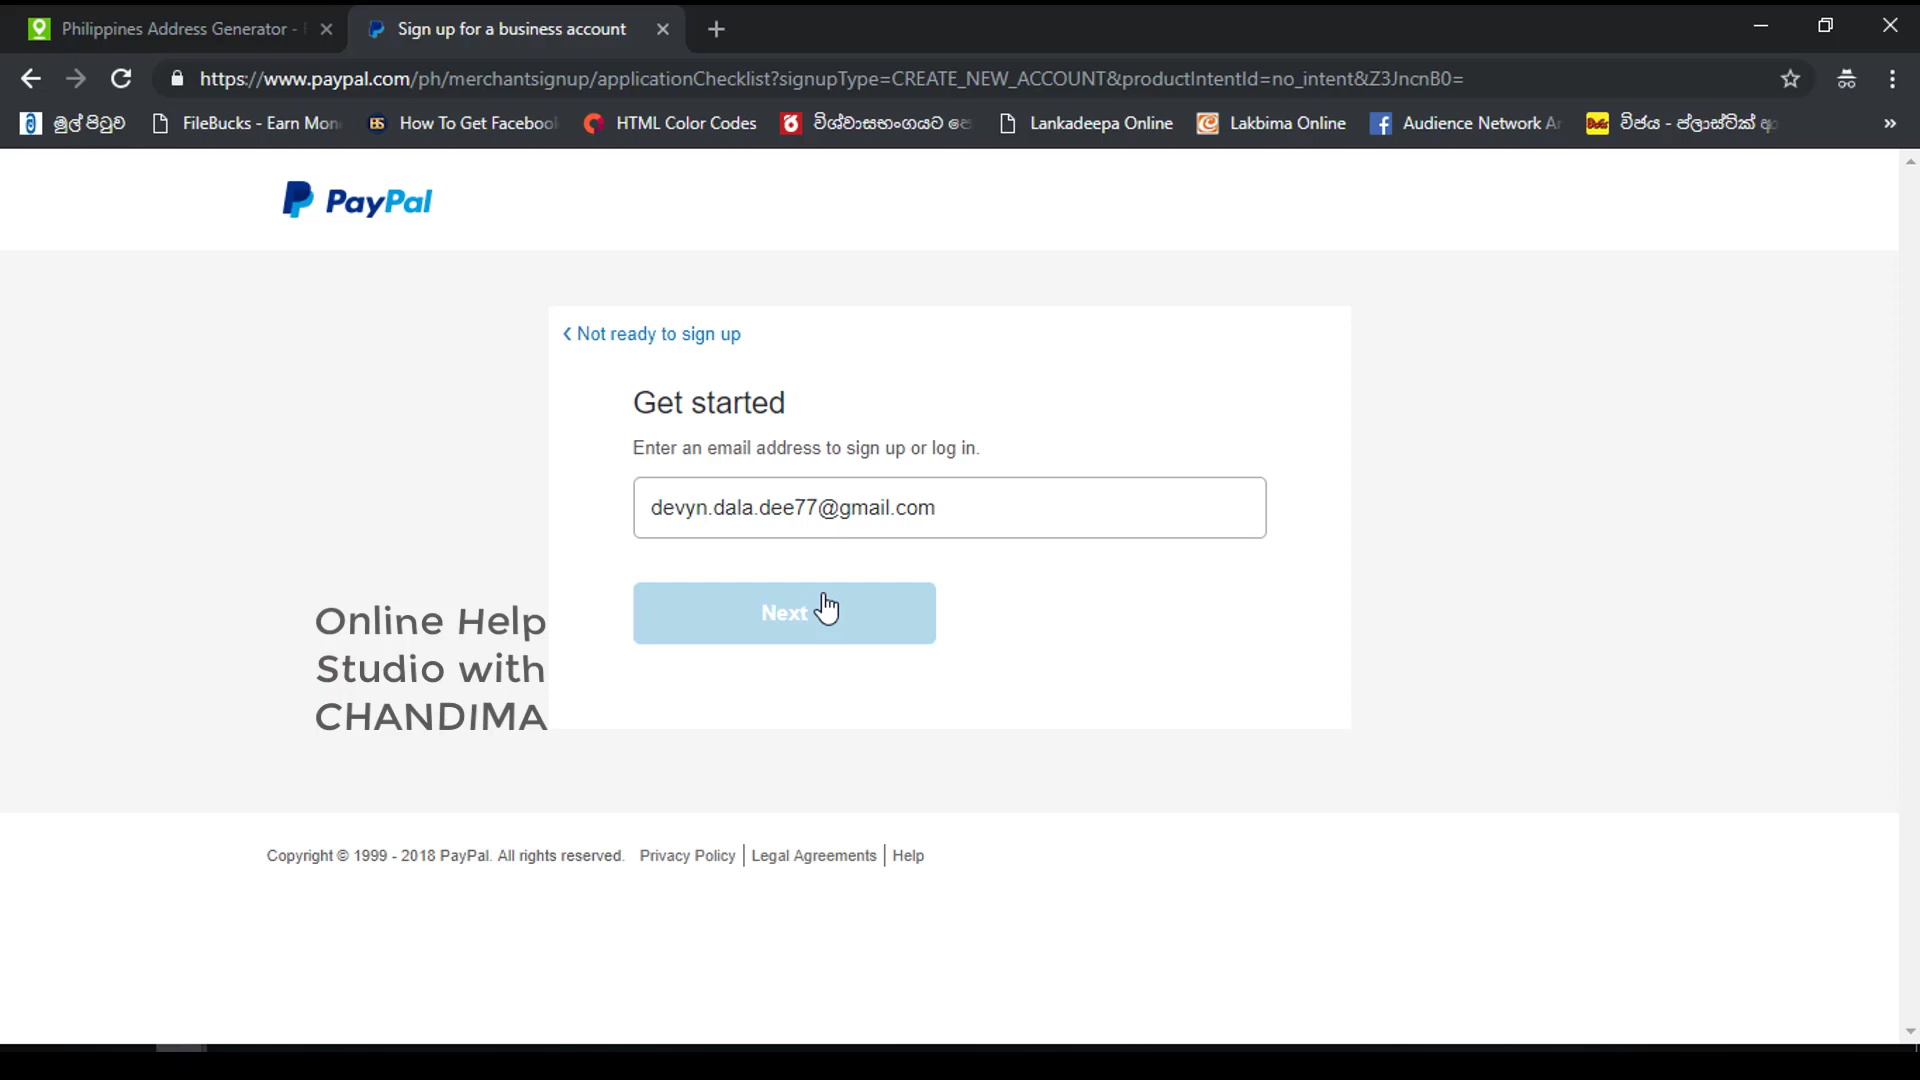 Philippines Address Generator -
Sign up for a business account
https://www.paypal.com/ph/merchantsignup/applicationChecklist?signupType=CREATE_NEW_ACCOUNT&productIntentId=no_intent&Z3JncnB0=
මුල් පිටුව
FileBucks - Earn Mon
How To Get Faceboo
HTML Color Codes
විශ්වාසභංගයට පෙ
Lankadeepa Online
Lakbima Online
Audience Network Ar
විජය - ප්ලාස්ටික් අ
PayPal
Not ready to sign up
Get started
Enter an email address to sign up or log in.
devyn.dala.dee77@gmail.com
Next
Online Help
Studio with
CHANDIMA
Copyright © 1999 - 2018 PayPal. All rights reserved. Privacy Policy | Legal Agreements | Help